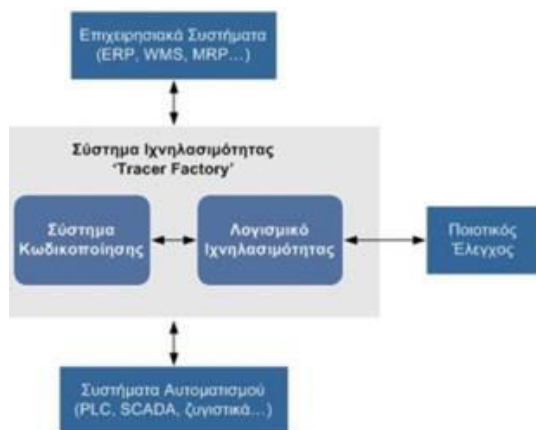 Επιχειρησιακά Συστήματα
(ERP, WMS, MRP...)
Σύστημα Ιχνηλασιμότητας
‘Tracer Factory’
Σύστημα
Κωδικοποίησης
Λογισμικό
Ιχνηλασιμότητας
Ποιοτικός
Έλεγχος
Συστήματα Αυτοματισμού
(PLC, SCADA, ζυγιστικά...)